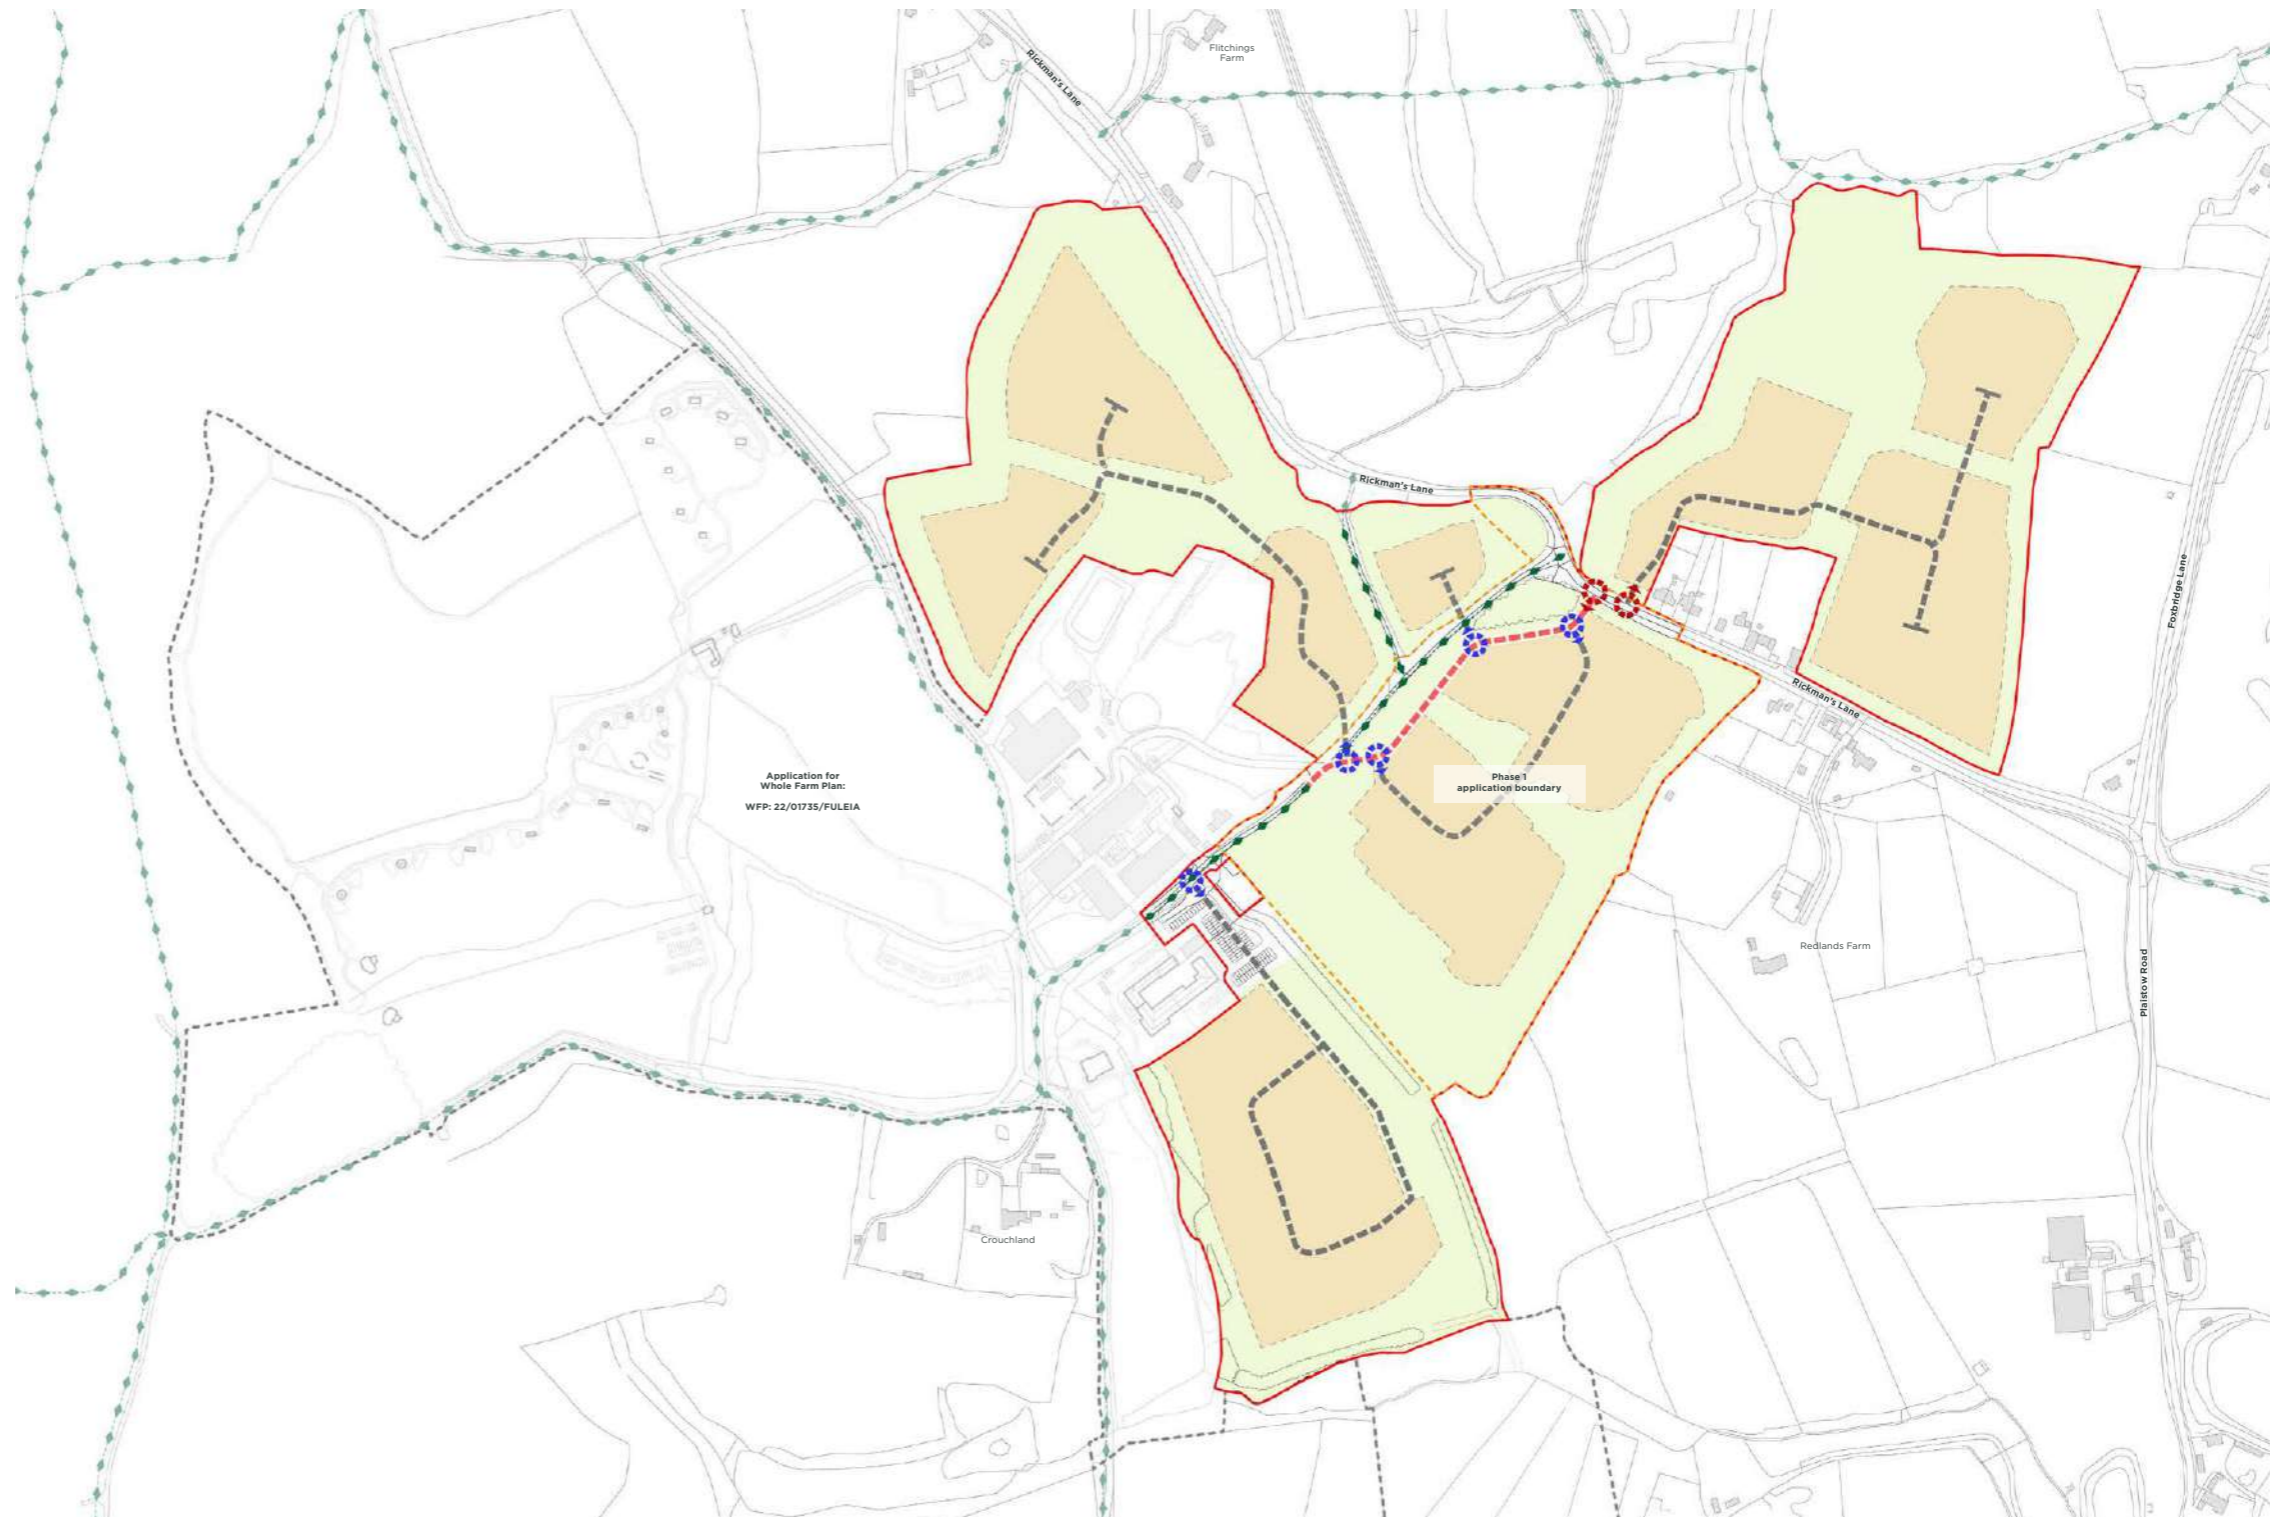 Flitchings
Farm
Rickman's Lane
Rickman's Lane
Foxbridge Lane
Rickman's Lane
Application for
Whole Farm Plan:
WFP: 22/01735/FULEIA
Phase 1
application boundary
Redlands Farm
Plaistow Road
Crouchland